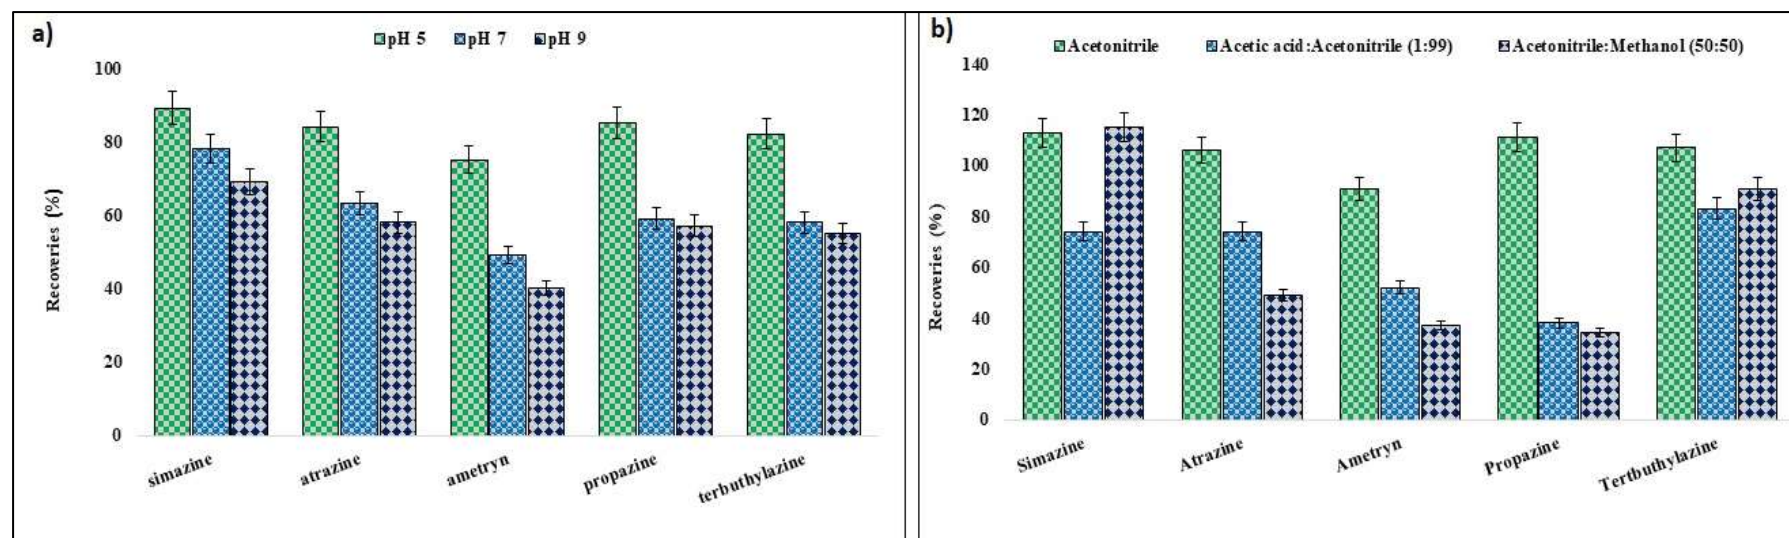 a)
pH 5 pH 7 pH 9
100
80
60
40
20
0
Recoveries (%)
simazine atrazine ametryn propazine terbuthylazine
b)
Acetonitrile Acetic acid:Acetonitrile (1:99) Acetonitrile:Methanol (50:50)
140
120
100
80
60
40
20
0
Recoveries (%)
Simazine Atrazine Ametryn Propazine Tertbuthylazine